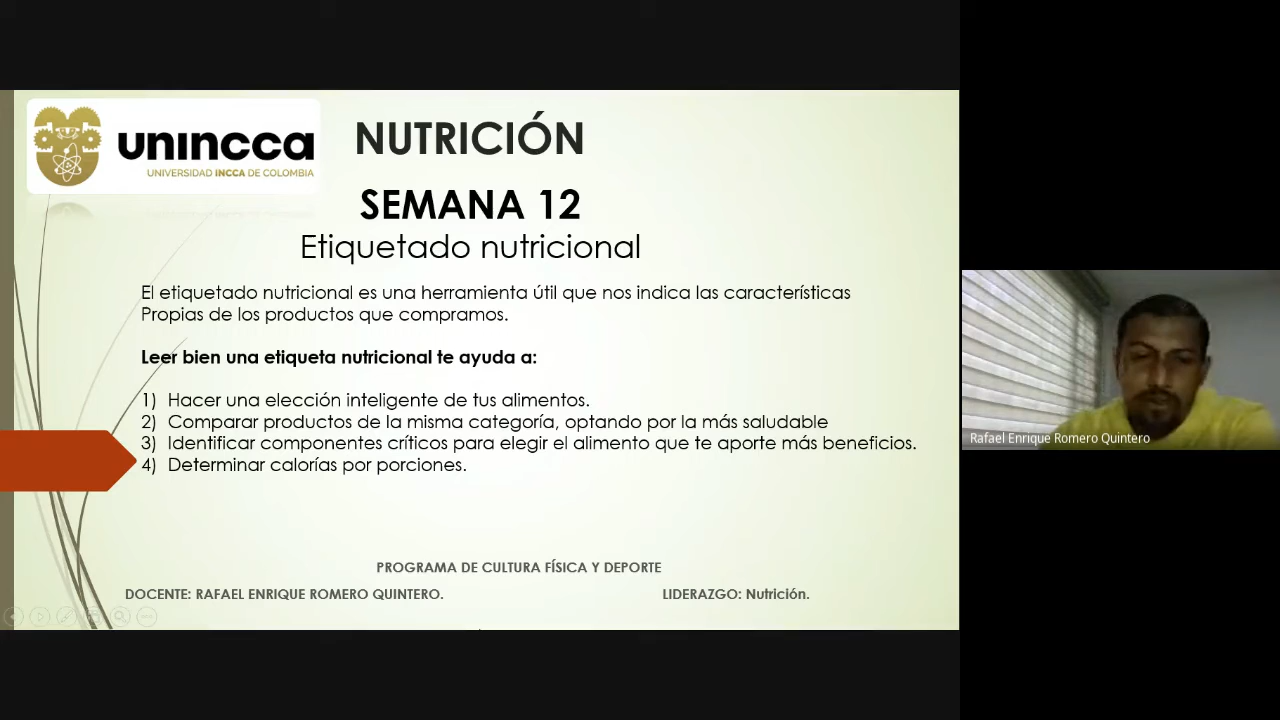 unincca
UNIVERSIDAD INCCA DE COLOMBIA
NUTRICIÓN
SEMANA 12
Etiquetado nutricional
El etiquetado nutricional es una herramienta útil que nos indica las características
Propias de los productos que compramos.
Leer bien una etiqueta nutricional te ayuda a:
1) Hacer una elección inteligente de tus alimentos.
2) Comparar productos de la misma categoría, optando por la más saludable
3) Identificar componentes críticos para elegir el alimento que te aporte más beneficios.
4) Determinar calorías por porciones.
PROGRAMA DE CULTURA FÍSICA Y DEPORTE
DOCENTE: RAFAEL ENRIQUE ROMERO QUINTERO.
LIDERAZGO: Nutrición.
Rafael Enrique Romero Quintero